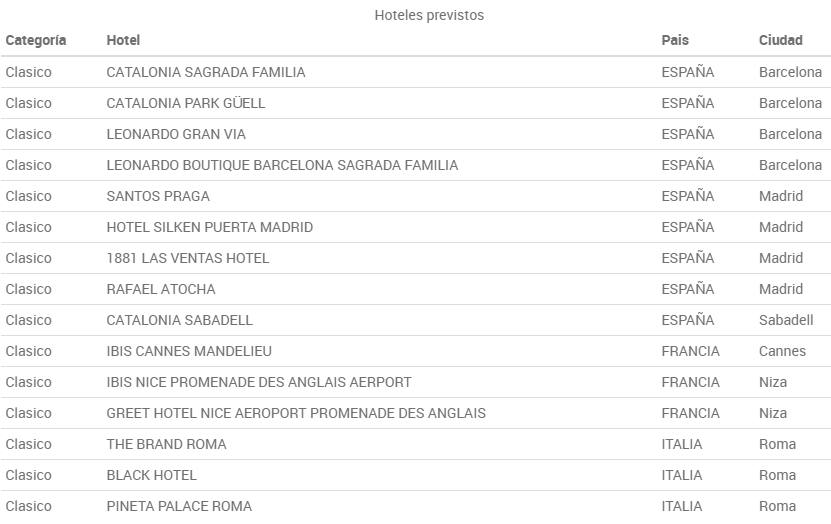 Hoteles previstos
Categoría Hotel Pais Ciudad
Clasico CATALONIA SAGRADA FAMILIA ESPAÑA Barcelona
Clasico CATALONIA PARK GÜELL ESPAÑA Barcelona
Clasico LEONARDO GRAN VIA ESPAÑA Barcelona
Clasico LEONARDO BOUTIQUE BARCELONA SAGRADA FAMILIA ESPAÑA Barcelona
Clasico SANTOS PRAGA ESPAÑA Madrid
Clasico HOTEL SILKEN PUERTA MADRID ESPAÑA Madrid
Clasico 1881 LAS VENTAS HOTEL ESPAÑA Madrid
Clasico RAFAEL ATOCHA ESPAÑA Madrid
Clasico CATALONIA SABADELL ESPAÑA Sabadell
Clasico IBIS CANNES MANDELIEU FRANCIA Cannes
Clasico IBIS NICE PROMENADE DES ANGLAIS AERPORT FRANCIA Niza
Clasico GREET HOTEL NICE AEROPORT PROMENADE DES ANGLAIS FRANCIA Niza
Clasico THE BRAND ROMA ITALIA Roma
Clasico BLACK HOTEL ITALIA Roma
Clasico PINETA PALACE ROMA ITALIA Roma